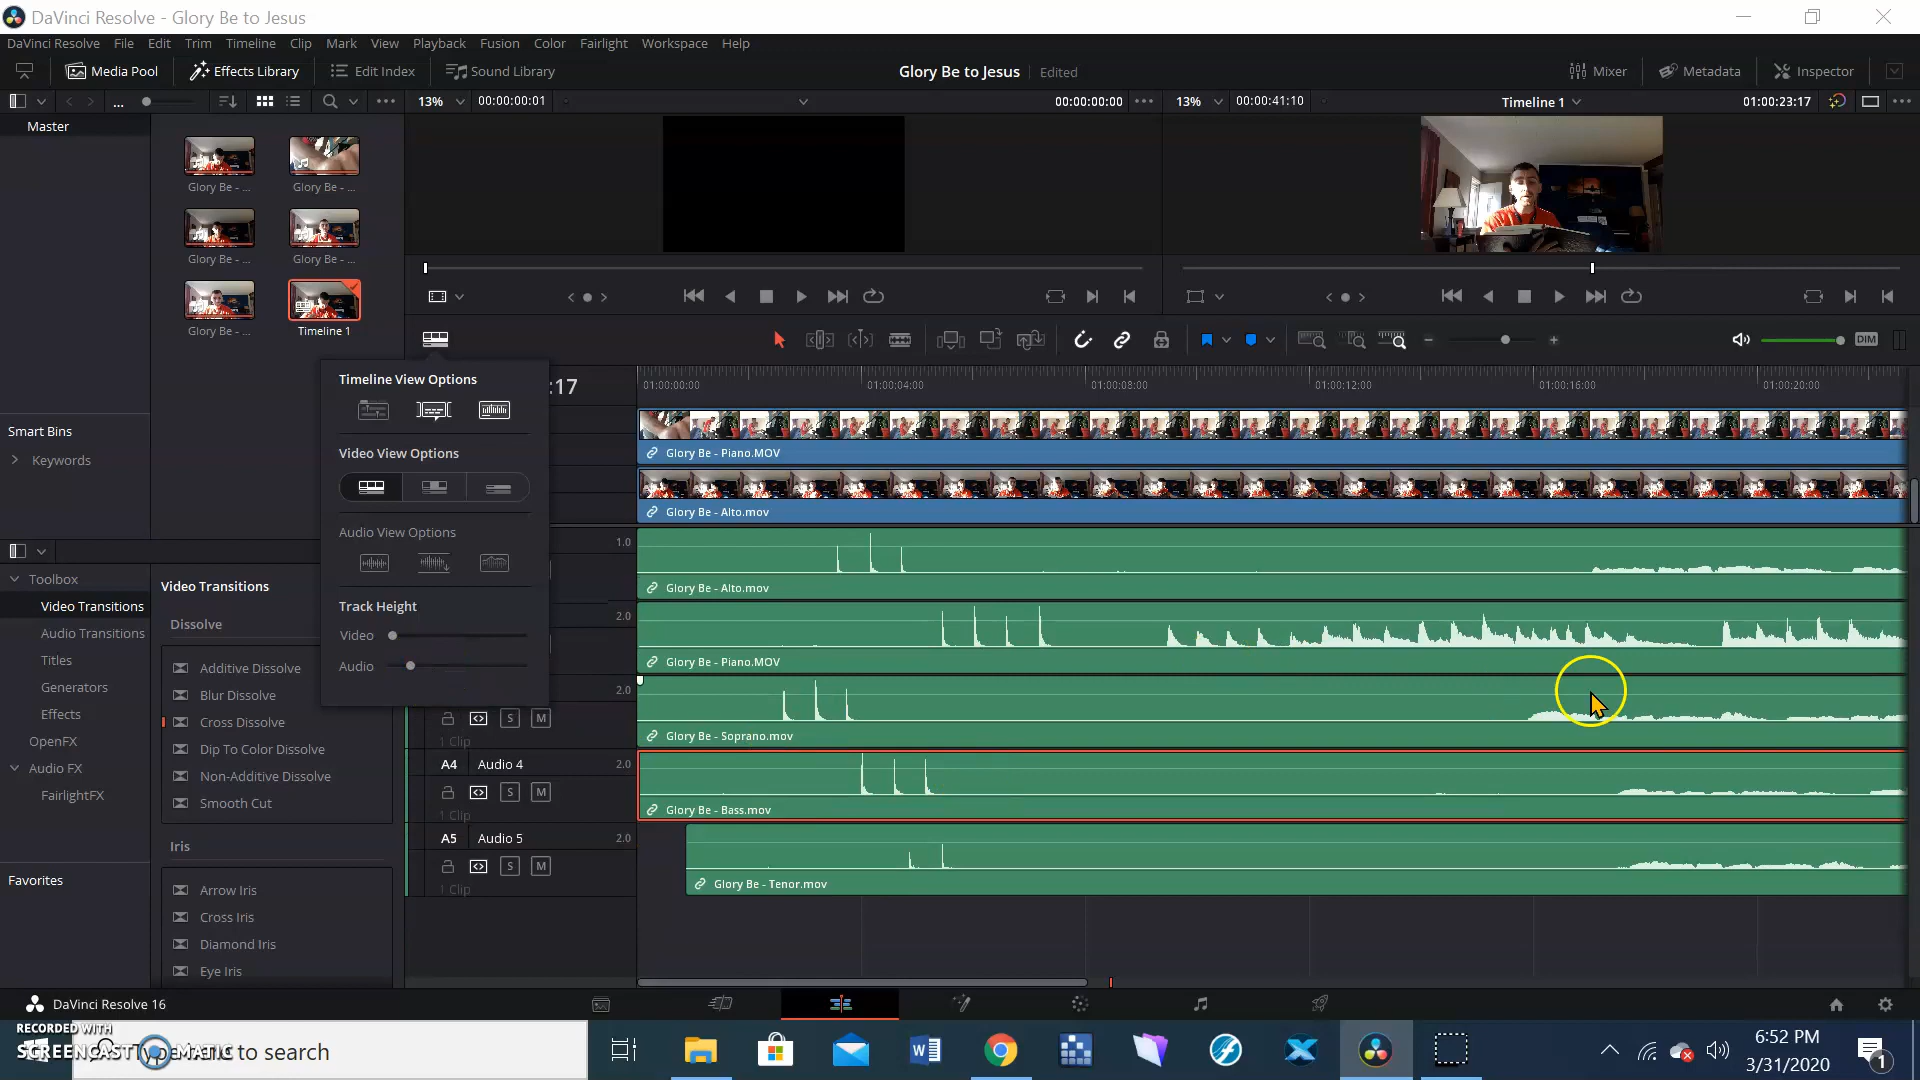 DaVinci Resolve - Glory Be to Jesus
DaVinci Resolve File Edit Trim Timeline Clip Mark View Playback Fusion Color Fairlight Workspace Help
Media Pool Effects Library Edit Index Sound Library Glory Be to Jesus Edited Mixer Metadata Inspector
... 13% 00:00:00:01 00:00:00:00 13% 00:00:41:10 Timeline 1 01:00:23:17
Master
Glory Be - ... Glory Be - ...
Glory Be - ... Glory Be - ...
Glory Be - ... Timeline 1
DIM
Timeline View Options
:17
01:00:00:00 01:00:04:00 01:00:08:00 01:00:12:00 01:00:16:00 01:00:20:00
Smart Bins
Keywords
Video View Options
Glory Be - Piano.MOV
Glory Be - Alto.mov
Audio View Options
1.0
Glory Be - Alto.mov
Toolbox
Video Transitions
Audio Transitions
Titles
Generators
Effects
OpenFX
Audio FX
FairlightFX
Favorites
Video Transitions
Dissolve
Additive Dissolve
Blur Dissolve
Cross Dissolve
Dip To Color Dissolve
Non-Additive Dissolve
Smooth Cut
Iris
Arrow Iris
Cross Iris
Diamond Iris
Eye Iris
Track Height
Video
Audio
2.0
Glory Be - Piano.MOV
2.0
S M
1 Clip
Glory Be - Soprano.mov
A4 Audio 4 2.0
S M
1 Clip
Glory Be - Bass.mov
A5 Audio 5 2.0
S M
1 Clip
Glory Be - Tenor.mov
DaVinci Resolve 16
RECORDED WITH
SCREENCAST MATIC
Type here to search
W
6:52 PM
3/31/2020
1